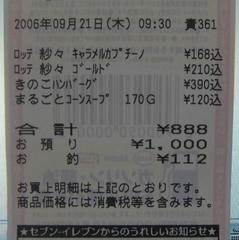 2006年09月21日(木) 09:30 責361
ロッテ 紗々 キャラメルカプチーノ ¥168込
ロッテ 紗々 ゴールド ¥210込
きのこハンバーグ ¥390込
まるごとコーンスープ 170G ¥120込
合計 ¥888
お預り ¥1,000
お釣 ¥112
お買上明細は上記のとおりです。
商品価格には消費税等を含みます。
★セブン-イレブンからのうれしいお知らせ★